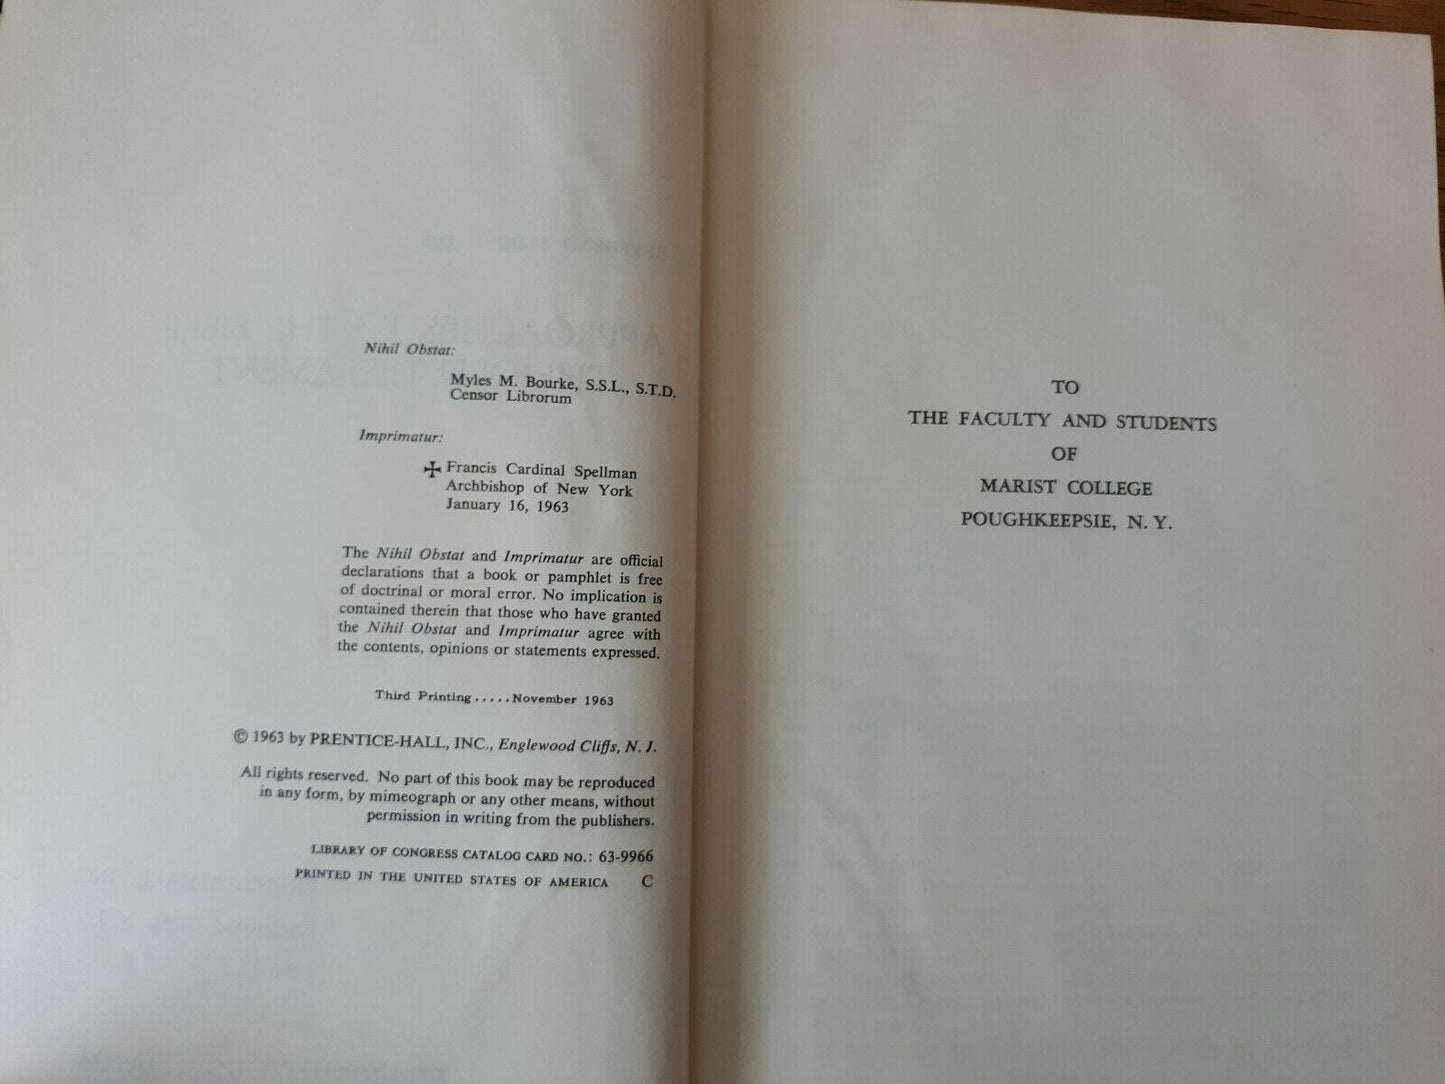 Nihil Obstat:
Myles M. Bourke, S.S.L., S.T.D.
Censor Librorum
Imprimatur:
✠ Francis Cardinal Spellman
Archbishop of New York
January 16, 1963
The Nihil Obstat and Imprimatur are official
declarations that a book or pamphlet is free
of doctrinal or moral error. No implication is
contained therein that those who have granted
the Nihil Obstat and Imprimatur agree with
the contents, opinions or statements expressed.
Third Printing.....November 1963
© 1963 by PRENTICE-HALL, INC., Englewood Cliffs, N. J.
All rights reserved. No part of this book may be reproduced
in any form, by mimeograph or any other means, without
permission in writing from the publishers.
LIBRARY OF CONGRESS CATALOG CARD NO.: 63-9966
PRINTED IN THE UNITED STATES OF AMERICA C
TO
THE FACULTY AND STUDENTS
OF
MARIST COLLEGE
POUGHKEEPSIE, N. Y.